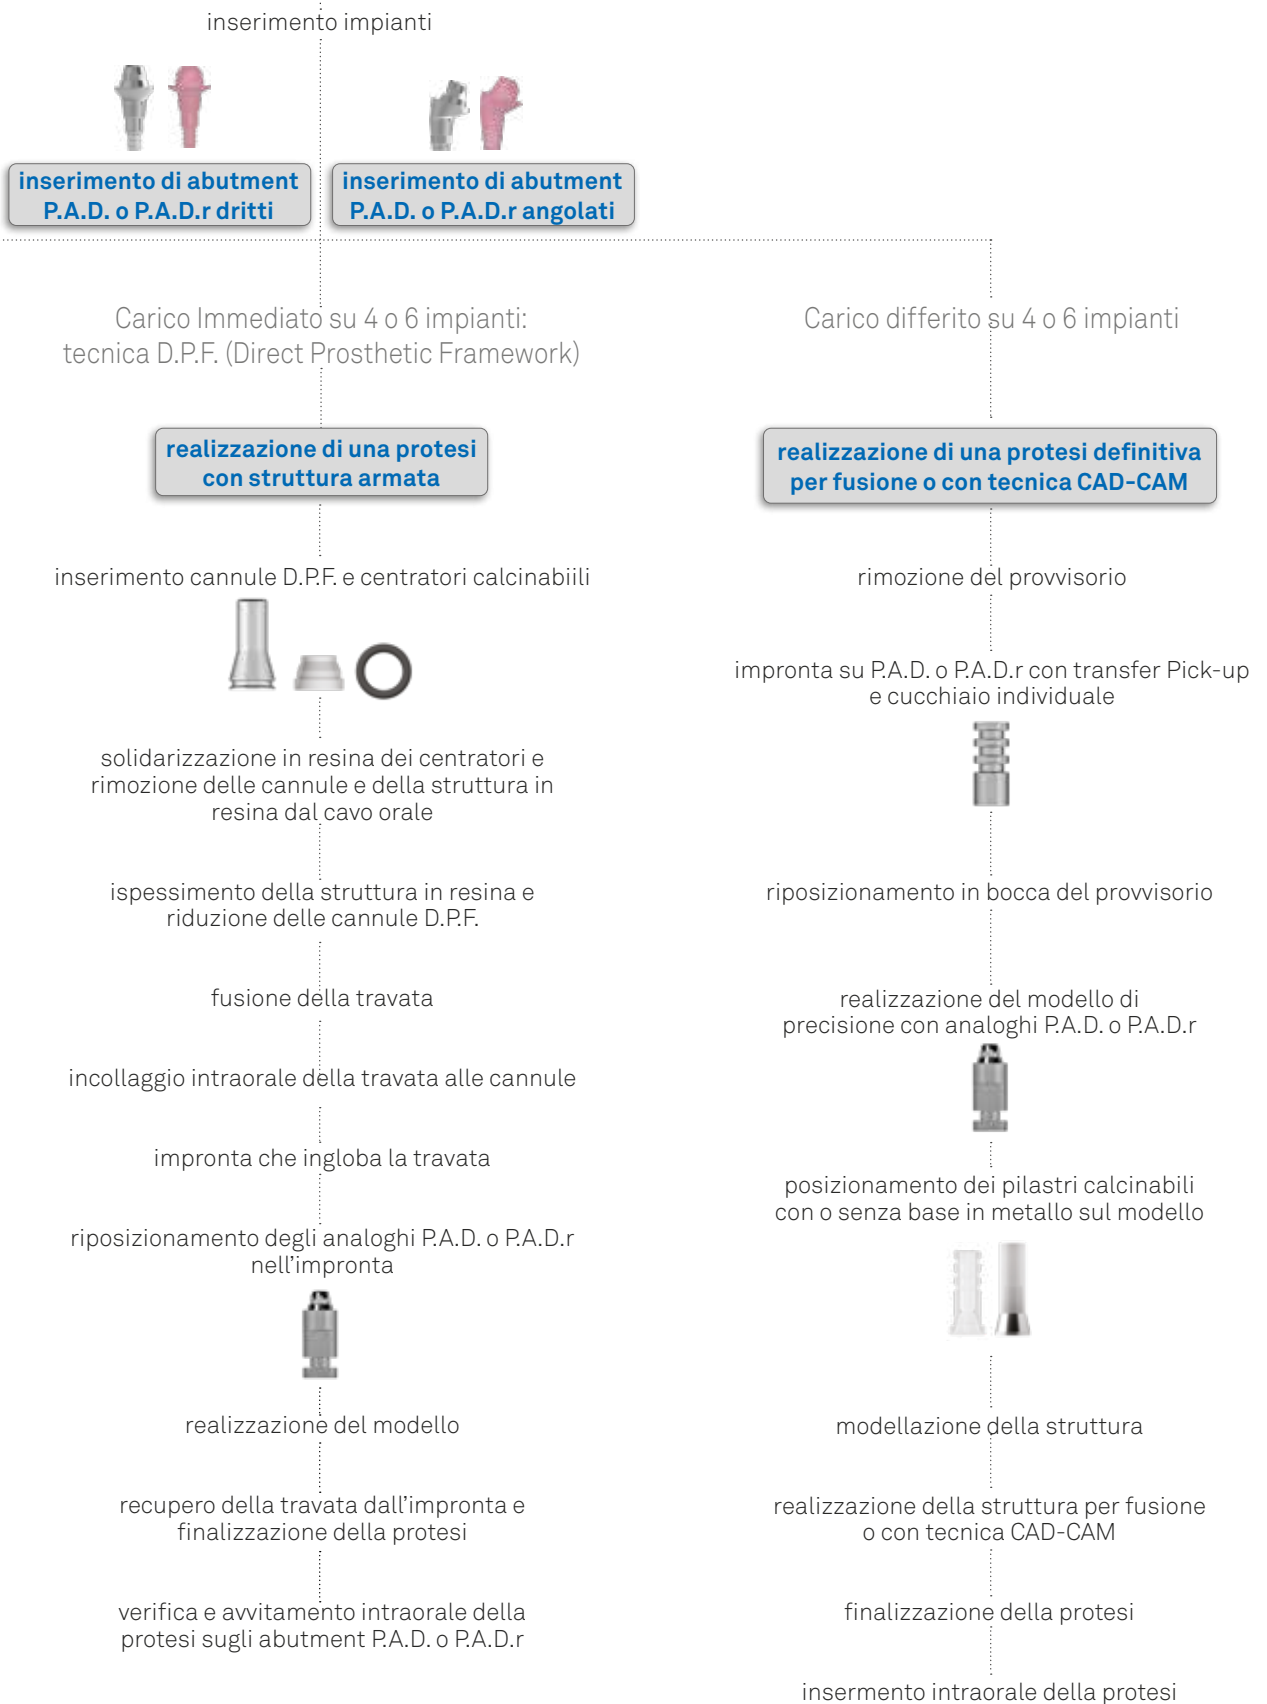 inserimento impianti
inserimento di abutment
P.A.D. o P.A.D.r dritti
inserimento di abutment
P.A.D. o P.A.D.r angolati
Carico Immediato su 4 o 6 impianti:
tecnica D.P.F. (Direct Prosthetic Framework)
realizzazione di una protesi
con struttura armata
inserimento cannule D.P.F. e centratori calcinabiili
solidarizzazione in resina dei centratori e
rimozione delle cannule e della struttura in
resina dal cavo orale
ispessimento della struttura in resina e
riduzione delle cannule D.P.F.
fusione della travata
incollaggio intraorale della travata alle cannule
impronta che ingloba la travata
riposizionamento degli analoghi P.A.D. o P.A.D.r
nell'impronta
realizzazione del modello
recupero della travata dall'impronta e
finalizzazione della protesi
verifica e avvitamento intraorale della
protesi sugli abutment P.A.D. o P.A.D.r
Carico differito su 4 o 6 impianti
realizzazione di una protesi definitiva
per fusione o con tecnica CAD-CAM
rimozione del provvisorio
impronta su P.A.D. o P.A.D.r con transfer Pick-up
e cucchiaio individuale
riposizionamento in bocca del provvisorio
realizzazione del modello di
precisione con analoghi P.A.D. o P.A.D.r
posizionamento dei pilastri calcinabili
con o senza base in metallo sul modello
modellazione della struttura
realizzazione della struttura per fusione
o con tecnica CAD-CAM
finalizzazione della protesi
insermento intraorale della protesi